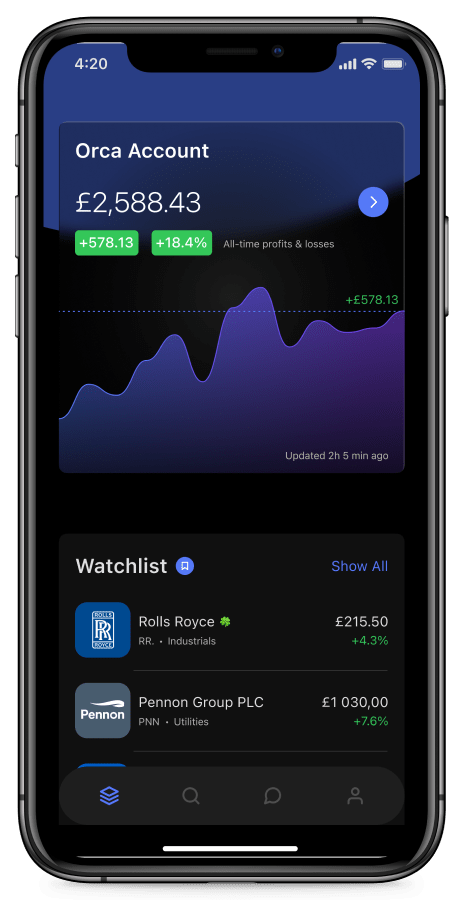 4:20
Orca Account
£2,588.43
+578.13 +18.4% All-time profits & losses
+£578.13
Updated 2h 5 min ago
Watchlist Show All
ROLLS
RR
ROYCE
Rolls Royce £215.50
RR. • Industrials +4.3%
Pennon
Pennon Group PLC £1 030,00
PNN • Utilities +7.6%